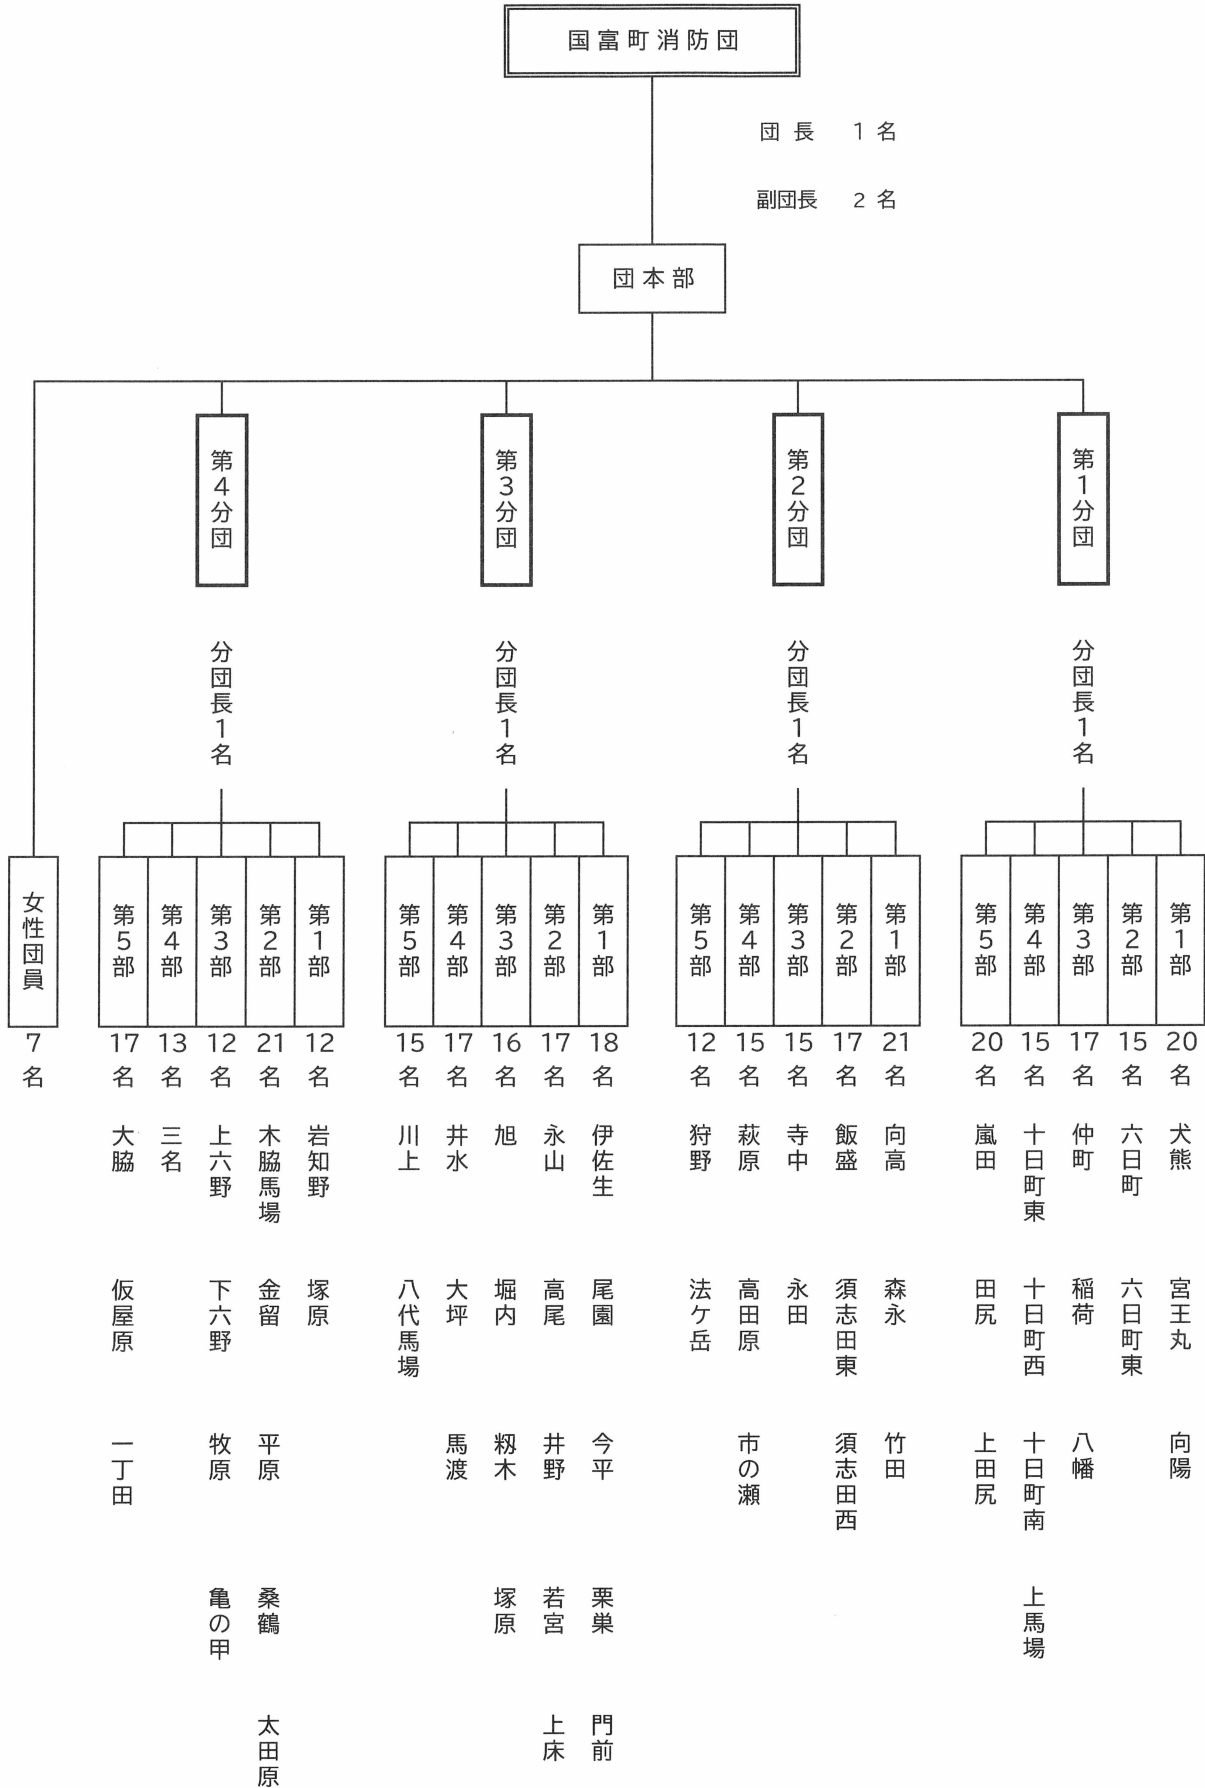 国富町消防団
団長 1名
副団長 2名
団本部
第1分団
第2分団
第3分団
第4分団
分団長1名
分団長1名
分団長1名
分団長1名
第1部
20名
犬熊
宮王丸
向陽
第2部
15名
六日町
六日町東
第3部
17名
仲町
稲荷
八幡
第4部
15名
十日町東
十日町西
十日町南
上馬場
第5部
20名
嵐田
田尻
上田尻
第1部
21名
向高
森永
竹田
第2部
17名
飯盛
須志田東
須志田西
第3部
15名
寺中
永田
第4部
15名
萩原
高田原
市の瀬
第5部
12名
狩野
法ケ岳
第1部
18名
伊佐生
尾園
今平
栗巣
門前
第2部
17名
永山
高尾
井野
若宮
上床
第3部
16名
旭
堀内
籾木
塚原
第4部
17名
井水
大坪
馬渡
第5部
15名
川上
八代馬場
第1部
12名
岩知野
塚原
第2部
21名
木脇馬場
金留
平原
桑鶴
太田原
第3部
12名
上六野
下六野
牧原
亀の甲
第4部
13名
三名
第5部
17名
大脇
仮屋原
一丁田
女性団員
7名